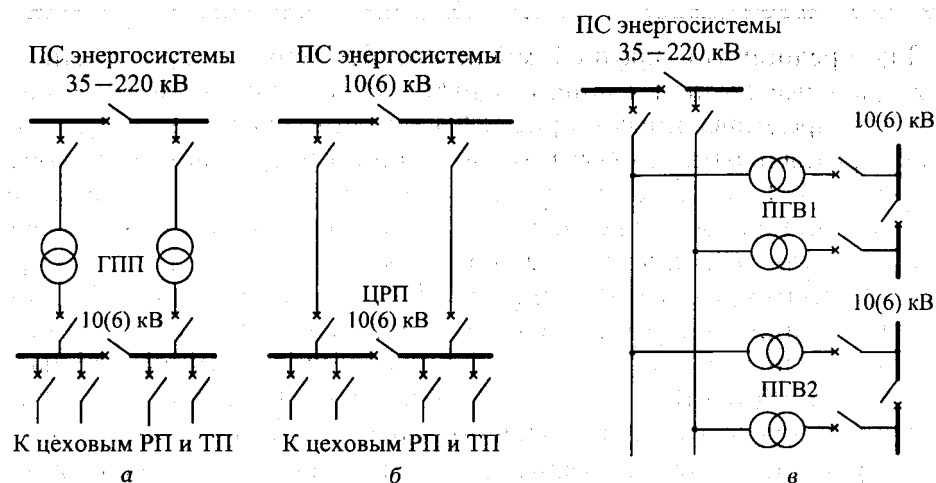 ПС энергосистемы
35—220 кВ
ГПП
10(6) кВ
К цеховым РП и ТП
а
ПС энергосистемы
10(6) кВ
ЦРП
10(6) кВ
К цеховым РП и ТП
б
ПС энергосистемы
35—220 кВ
10(6) кВ
ПГВ1
10(6) кВ
ПГВ2
в